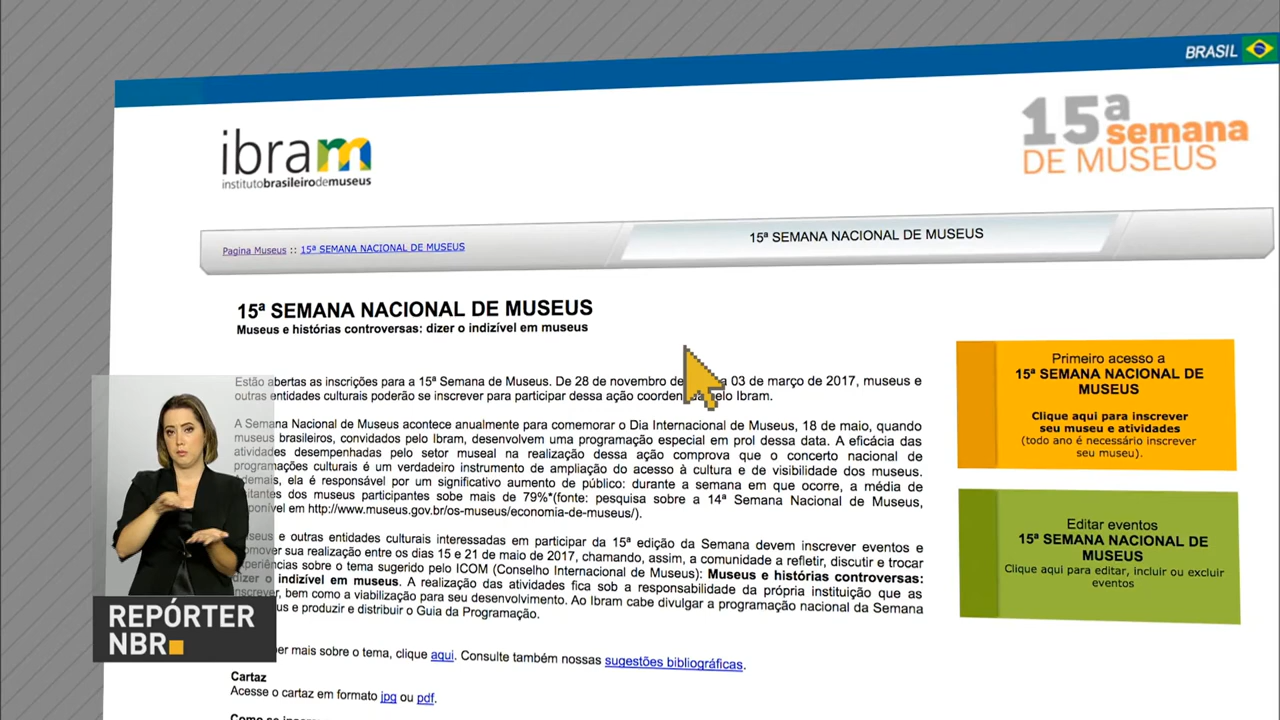 BRASIL
ibram
institutobrasileirodemuseus
15ª semana
DE MUSEUS
Pagina Museus :: 15ª SEMANA NACIONAL DE MUSEUS
15ª SEMANA NACIONAL DE MUSEUS
15ª SEMANA NACIONAL DE MUSEUS
Museus e histórias controversas: dizer o indizível em museus
Estão abertas as inscrições para a 15ª Semana de Museus. De 28 de novembro de a 03 de março de 2017, museus e
outras entidades culturais poderão se inscrever para participar dessa ação coordenada pelo Ibram.
A Semana Nacional de Museus acontece anualmente para comemorar o Dia Internacional de Museus, 18 de maio, quando
museus brasileiros, convidados pelo Ibram, desenvolvem uma programação especial em prol dessa data. A eficácia das
atividades desempenhadas pelo setor museal na realização dessa ação comprova que o concerto nacional de
programações culturais é um verdadeiro instrumento de ampliação do acesso à cultura e de visibilidade dos museus.
Ademais, ela é responsável por um significativo aumento de público: durante a semana em que ocorre, a média de
visitantes dos museus participantes sobe mais de 79%*(fonte: pesquisa sobre a 14ª Semana Nacional de Museus,
disponível em http://www.museus.gov.br/os-museus/economia-de-museus/).
Museus e outras entidades culturais interessadas em participar da 15ª edição da Semana devem inscrever eventos e
promover sua realização entre os dias 15 e 21 de maio de 2017, chamando, assim, a comunidade a refletir, discutir e trocar
experiências sobre o tema sugerido pelo ICOM (Conselho Internacional de Museus): Museus e histórias controversas:
dizer o indizível em museus. A realização das atividades fica sob a responsabilidade da própria instituição que as
inscrever, bem como a viabilização para seu desenvolvimento. Ao Ibram cabe divulgar a programação nacional da Semana
e produzir e distribuir o Guia da Programação.
mais sobre o tema, clique aqui. Consulte também nossas sugestões bibliográficas.
Cartaz
Acesse o cartaz em formato jpg ou pdf.
Primeiro acesso a
15ª SEMANA NACIONAL DE
MUSEUS
Clique aqui para inscrever
seu museu e atividades
(todo ano é necessário inscrever
seu museu).
Editar eventos
15ª SEMANA NACIONAL DE
MUSEUS
Clique aqui para editar, incluir ou excluir
eventos
REPÓRTER
NBR